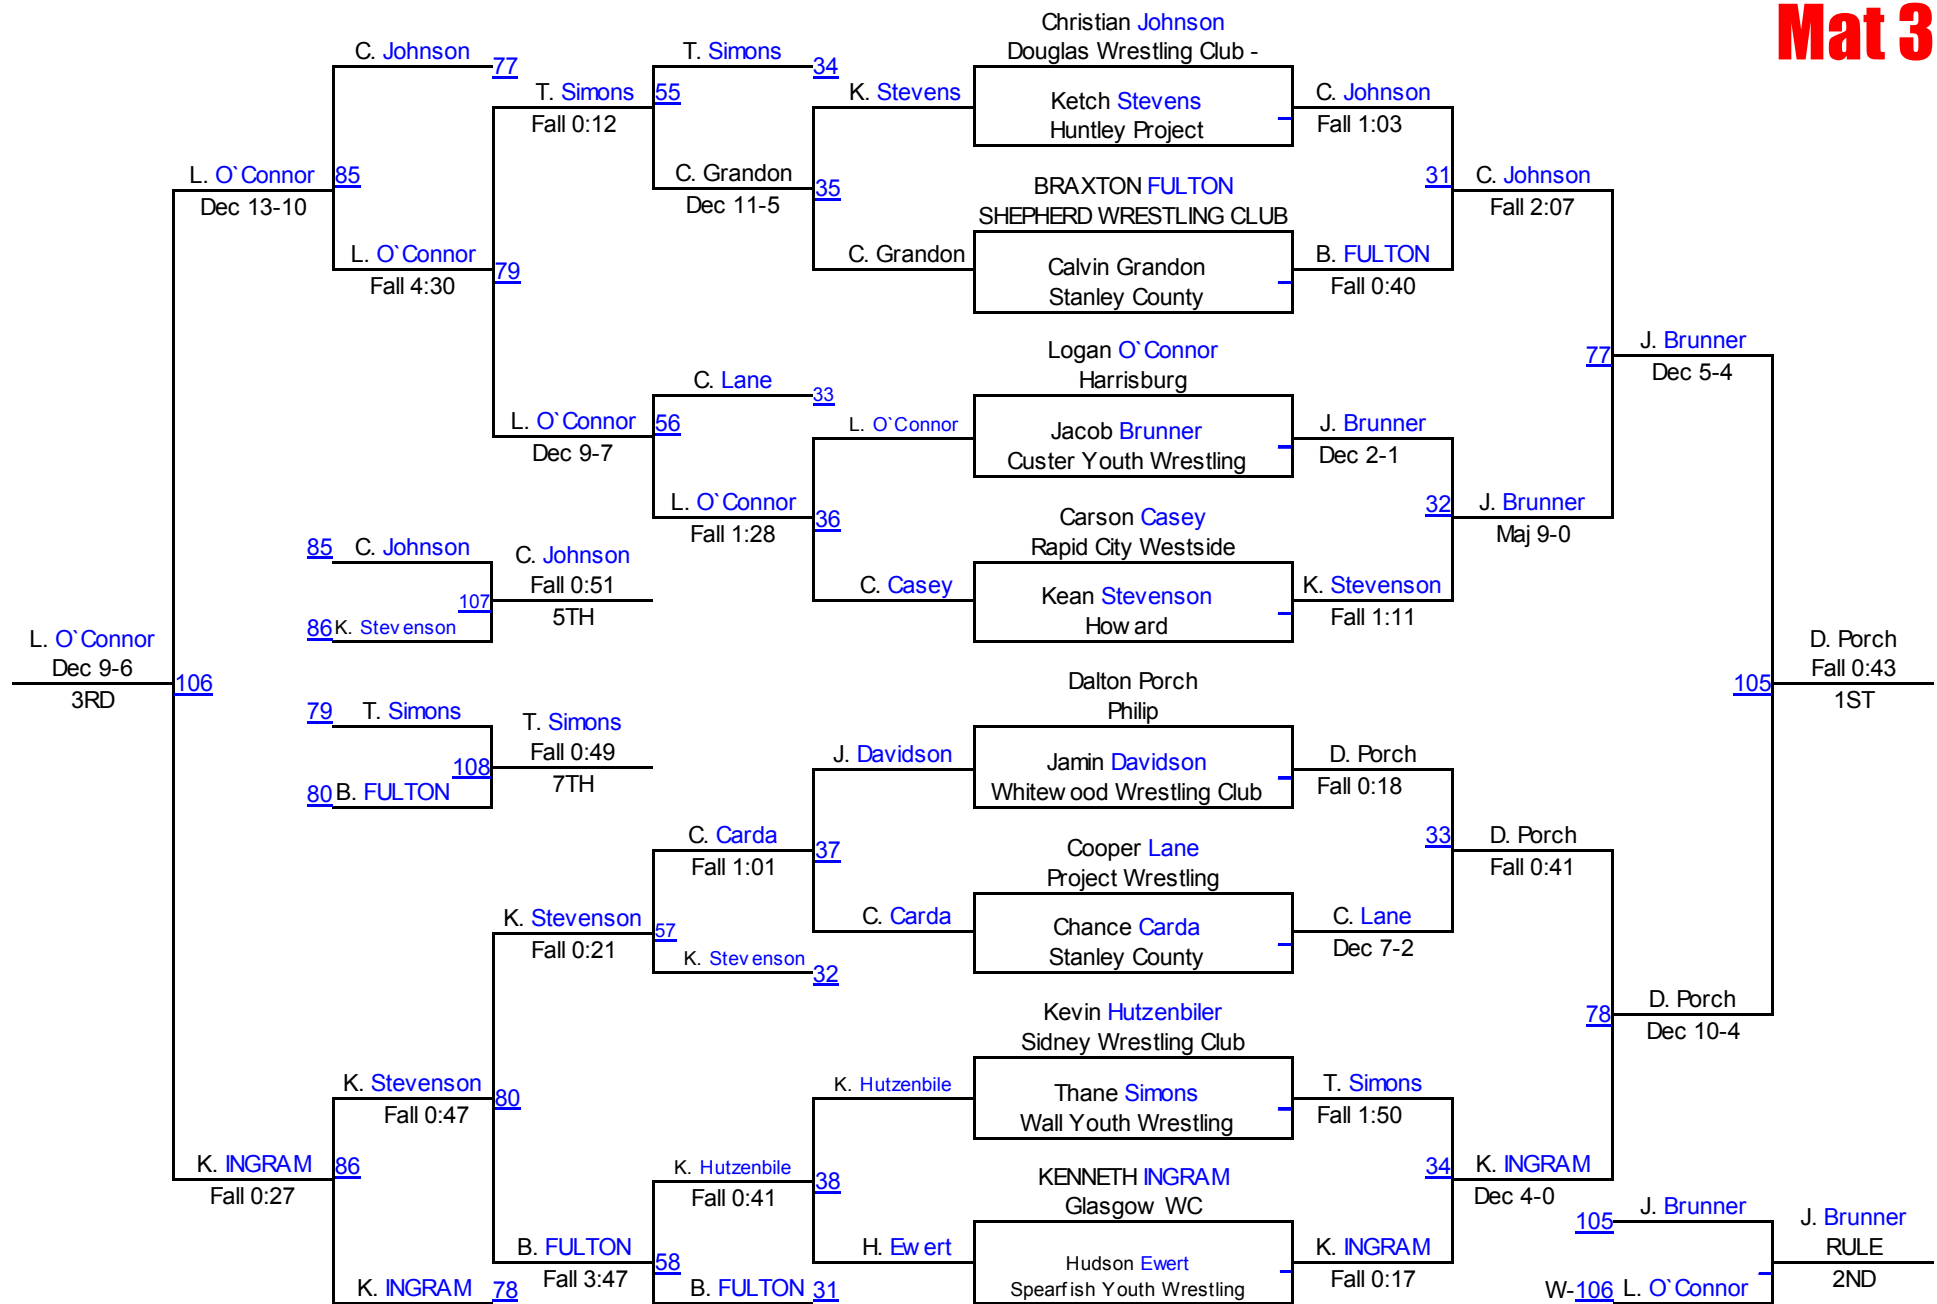 Mat 3
Christian Johnson
Douglas Wrestling Club -
C. Johnson
77
T. Simons
34
T. Simons
55
Fall 0:12
K. Stevens
Ketch Stevens
Huntley Project
C. Johnson
Fall 1:03
L. O`Connor
85
Dec 13-10
C. Grandon
35
Dec 11-5
BRAXTON FULTON
SHEPHERD WRESTLING CLUB
31
C. Johnson
Fall 2:07
L. O`Connor
79
Fall 4:30
C. Grandon
Calvin Grandon
Stanley County
B. FULTON
Fall 0:40
Logan O`Connor
Harrisburg
77
J. Brunner
Dec 5-4
C. Lane
33
L. O`Connor
56
Dec 9-7
L. O`Connor
Jacob Brunner
Custer Youth Wrestling
J. Brunner
Dec 2-1
L. O`Connor
36
Fall 1:28
Carson Casey
Rapid City Westside
32
J. Brunner
Maj 9-0
85
C. Johnson
C. Johnson
Fall 0:51
107
5TH
86
K. Stevenson
C. Casey
Kean Stevenson
Howard
K. Stevenson
Fall 1:11
L. O`Connor
Dec 9-6
106
3RD
D. Porch
Fall 0:43
105
1ST
Dalton Porch
Philip
79
T. Simons
T. Simons
Fall 0:49
108
7TH
80
B. FULTON
J. Davidson
Jamin Davidson
Whitewood Wrestling Club
D. Porch
Fall 0:18
C. Carda
37
Fall 1:01
Cooper Lane
Project Wrestling
33
D. Porch
Fall 0:41
K. Stevenson
57
Fall 0:21
C. Carda
Chance Carda
Stanley County
C. Lane
Dec 7-2
K. Stevenson
32
Kevin Hutzenbiler
Sidney Wrestling Club
78
D. Porch
Dec 10-4
K. Stevenson
80
Fall 0:47
K. Hutzenbile
Thane Simons
Wall Youth Wrestling
T. Simons
Fall 1:50
K. INGRAM
86
Fall 0:27
K. Hutzenbile
38
Fall 0:41
KENNETH INGRAM
Glasgow WC
34
K. INGRAM
Dec 4-0
B. FULTON
58
Fall 3:47
H. Ewert
Hudson Ewert
Spearfish Youth Wrestling
K. INGRAM
Fall 0:17
105
J. Brunner
J. Brunner
RULE
2ND
K. INGRAM
78
B. FULTON
31
W-106
L. O`Connor